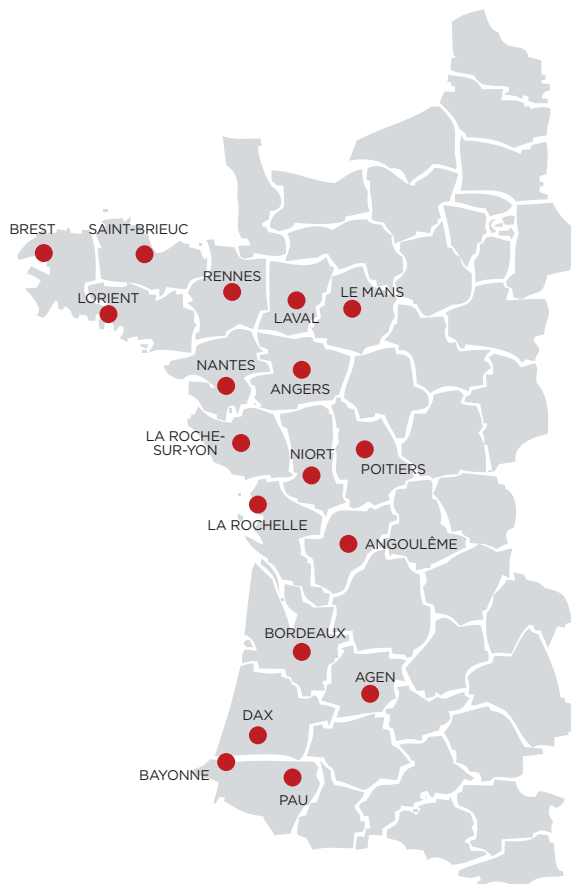 BREST
SAINT-BRIEUC
RENNES
LE MANS
LORIENT
LAVAL
NANTES
ANGERS
LA ROCHE-
SUR-YON
NIORT
POITIERS
LA ROCHELLE
ANGOULÊME
BORDEAUX
AGEN
DAX
BAYONNE
PAU